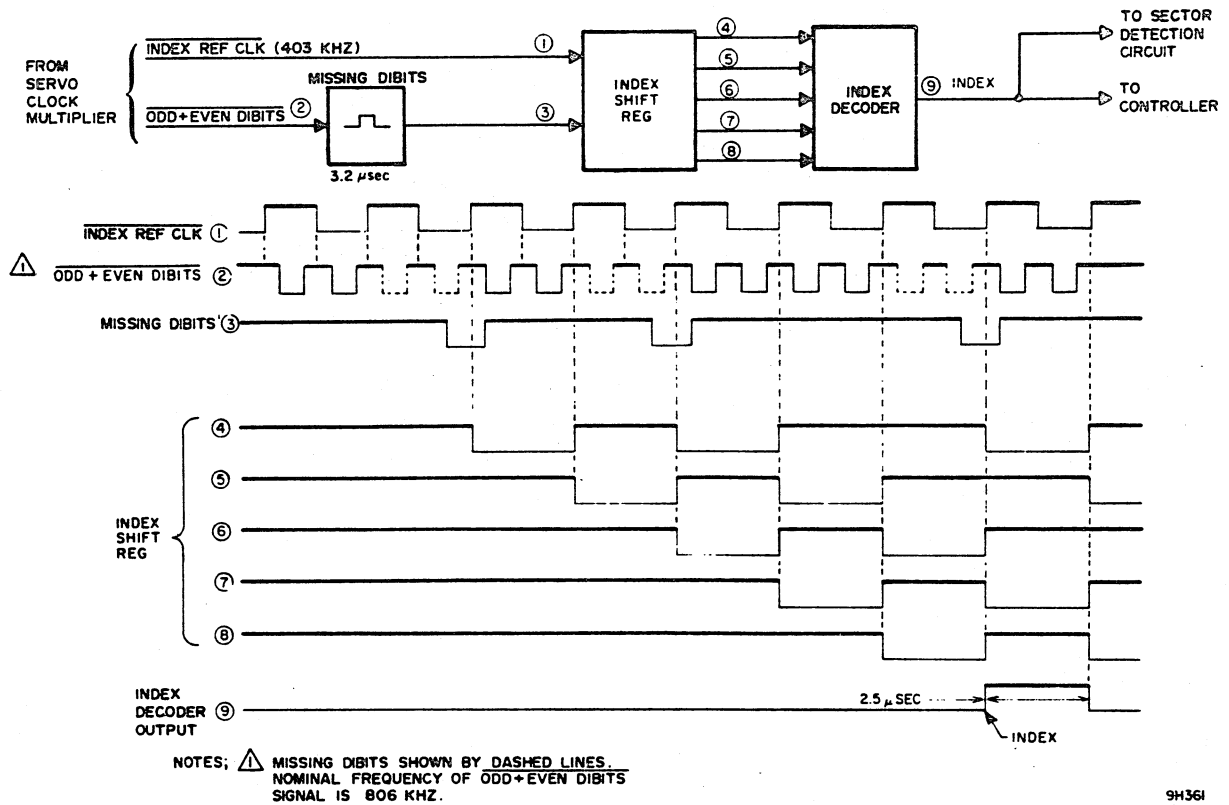 FROM
SERVO
CLOCK
MULTIPLIER
INDEX REF CLK (403 KHZ)
①
MISSING DIBITS
ODD+EVEN DIBITS
②
3.2 µsec
③
INDEX
SHIFT
REG
④
⑤
⑥
⑦
⑧
INDEX
DECODER
⑨ INDEX
TO SECTOR
DETECTION
CIRCUIT
TO
CONTROLLER
INDEX REF CLK ①
1 ODD + EVEN DIBITS ②
MISSING DIBITS ③
INDEX
SHIFT
REG
④
⑤
⑥
⑦
⑧
INDEX
DECODER ⑨
OUTPUT
2.5 µ SEC
INDEX
NOTES; 1 MISSING DIBITS SHOWN BY DASHED LINES.
NOMINAL FREQUENCY OF ODD+EVEN DIBITS
SIGNAL IS 806 KHZ.
9H361